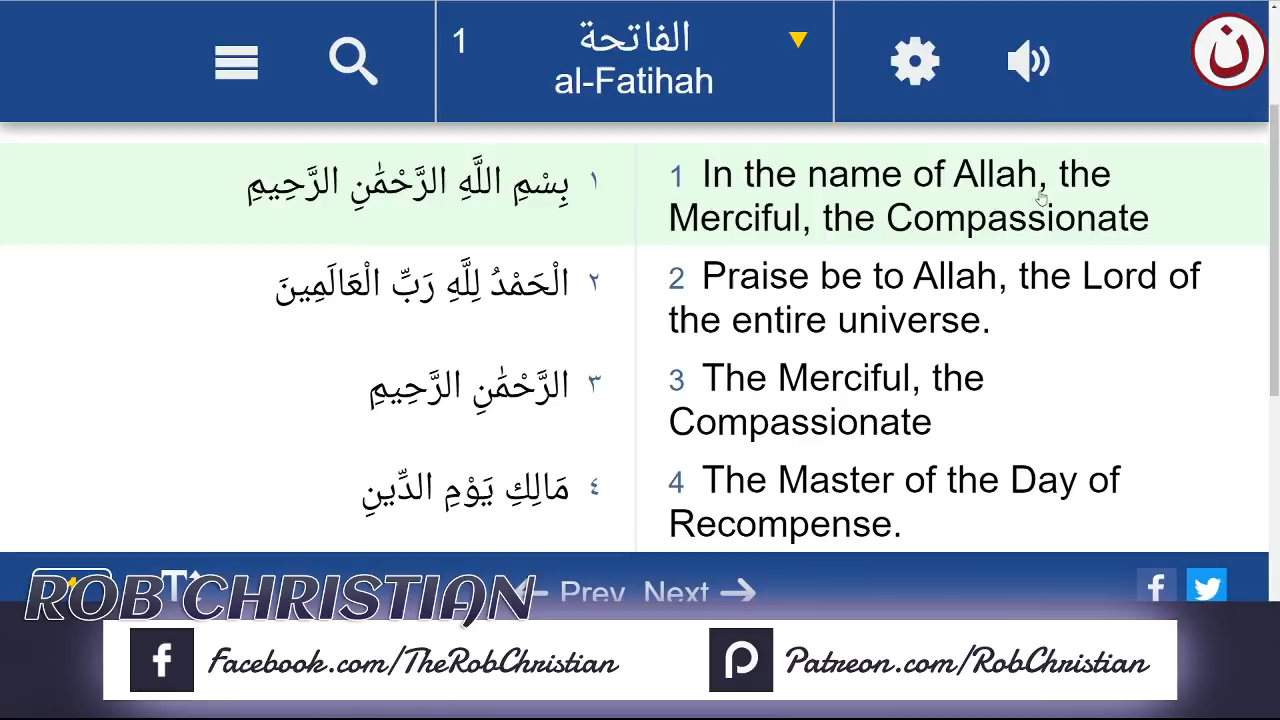 1
الفاتحة
al-Fatihah
ن
بِسْمِ اللَّهِ الرَّحْمَٰنِ الرَّحِيمِ ١
1 In the name of Allah, the
Merciful, the Compassionate
الْحَمْدُ لِلَّهِ رَبِّ الْعَالَمِينَ ٢
2 Praise be to Allah, the Lord of
the entire universe.
الرَّحْمَٰنِ الرَّحِيمِ ٣
3 The Merciful, the
Compassionate
مَالِكِ يَوْمِ الدِّينِ ٤
4 The Master of the Day of
Recompense.
ROB CHRISTIAN
Prev Next
Facebook.com/TheRobChristian
Patreon.com/RobChristian